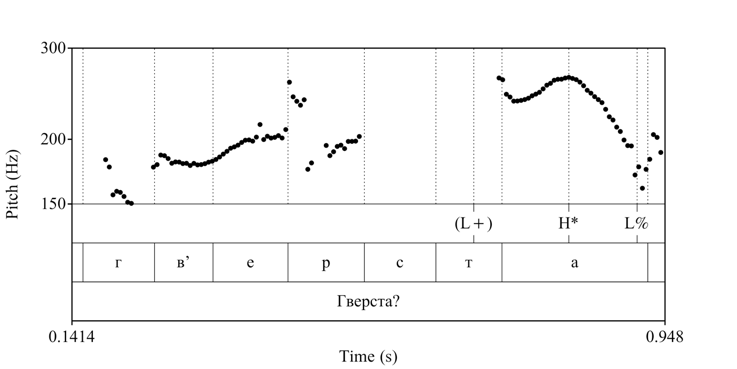 300
200
150
Pitch (Hz)
(L+) H* L%
г в’ е р с т а
Гверста?
0.1414 0.948
Time (s)